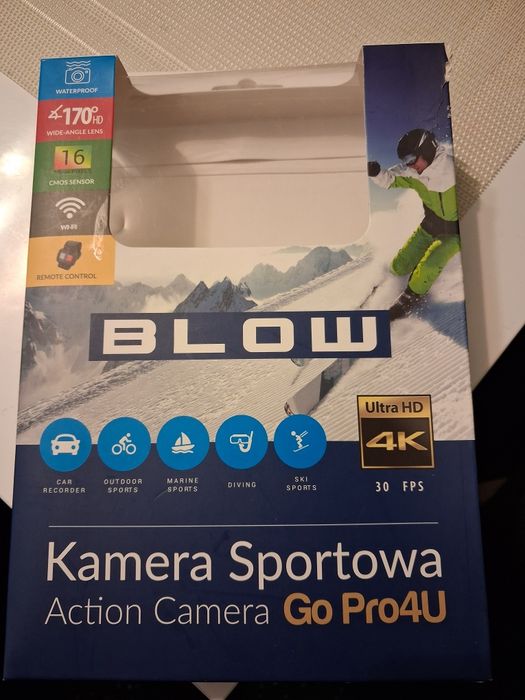 WATERPROOF
170° HD
WIDE-ANGLE LENS
16
CMOS SENSOR
WI-FI
REMOTE CONTROL
BLOW
Ultra HD
4K
30 FPS
CAR
RECORDER
OUTDOOR
SPORTS
MARINE
SPORTS
DIVING
SKI
SPORTS
Kamera Sportowa
Action Camera Go Pro4U